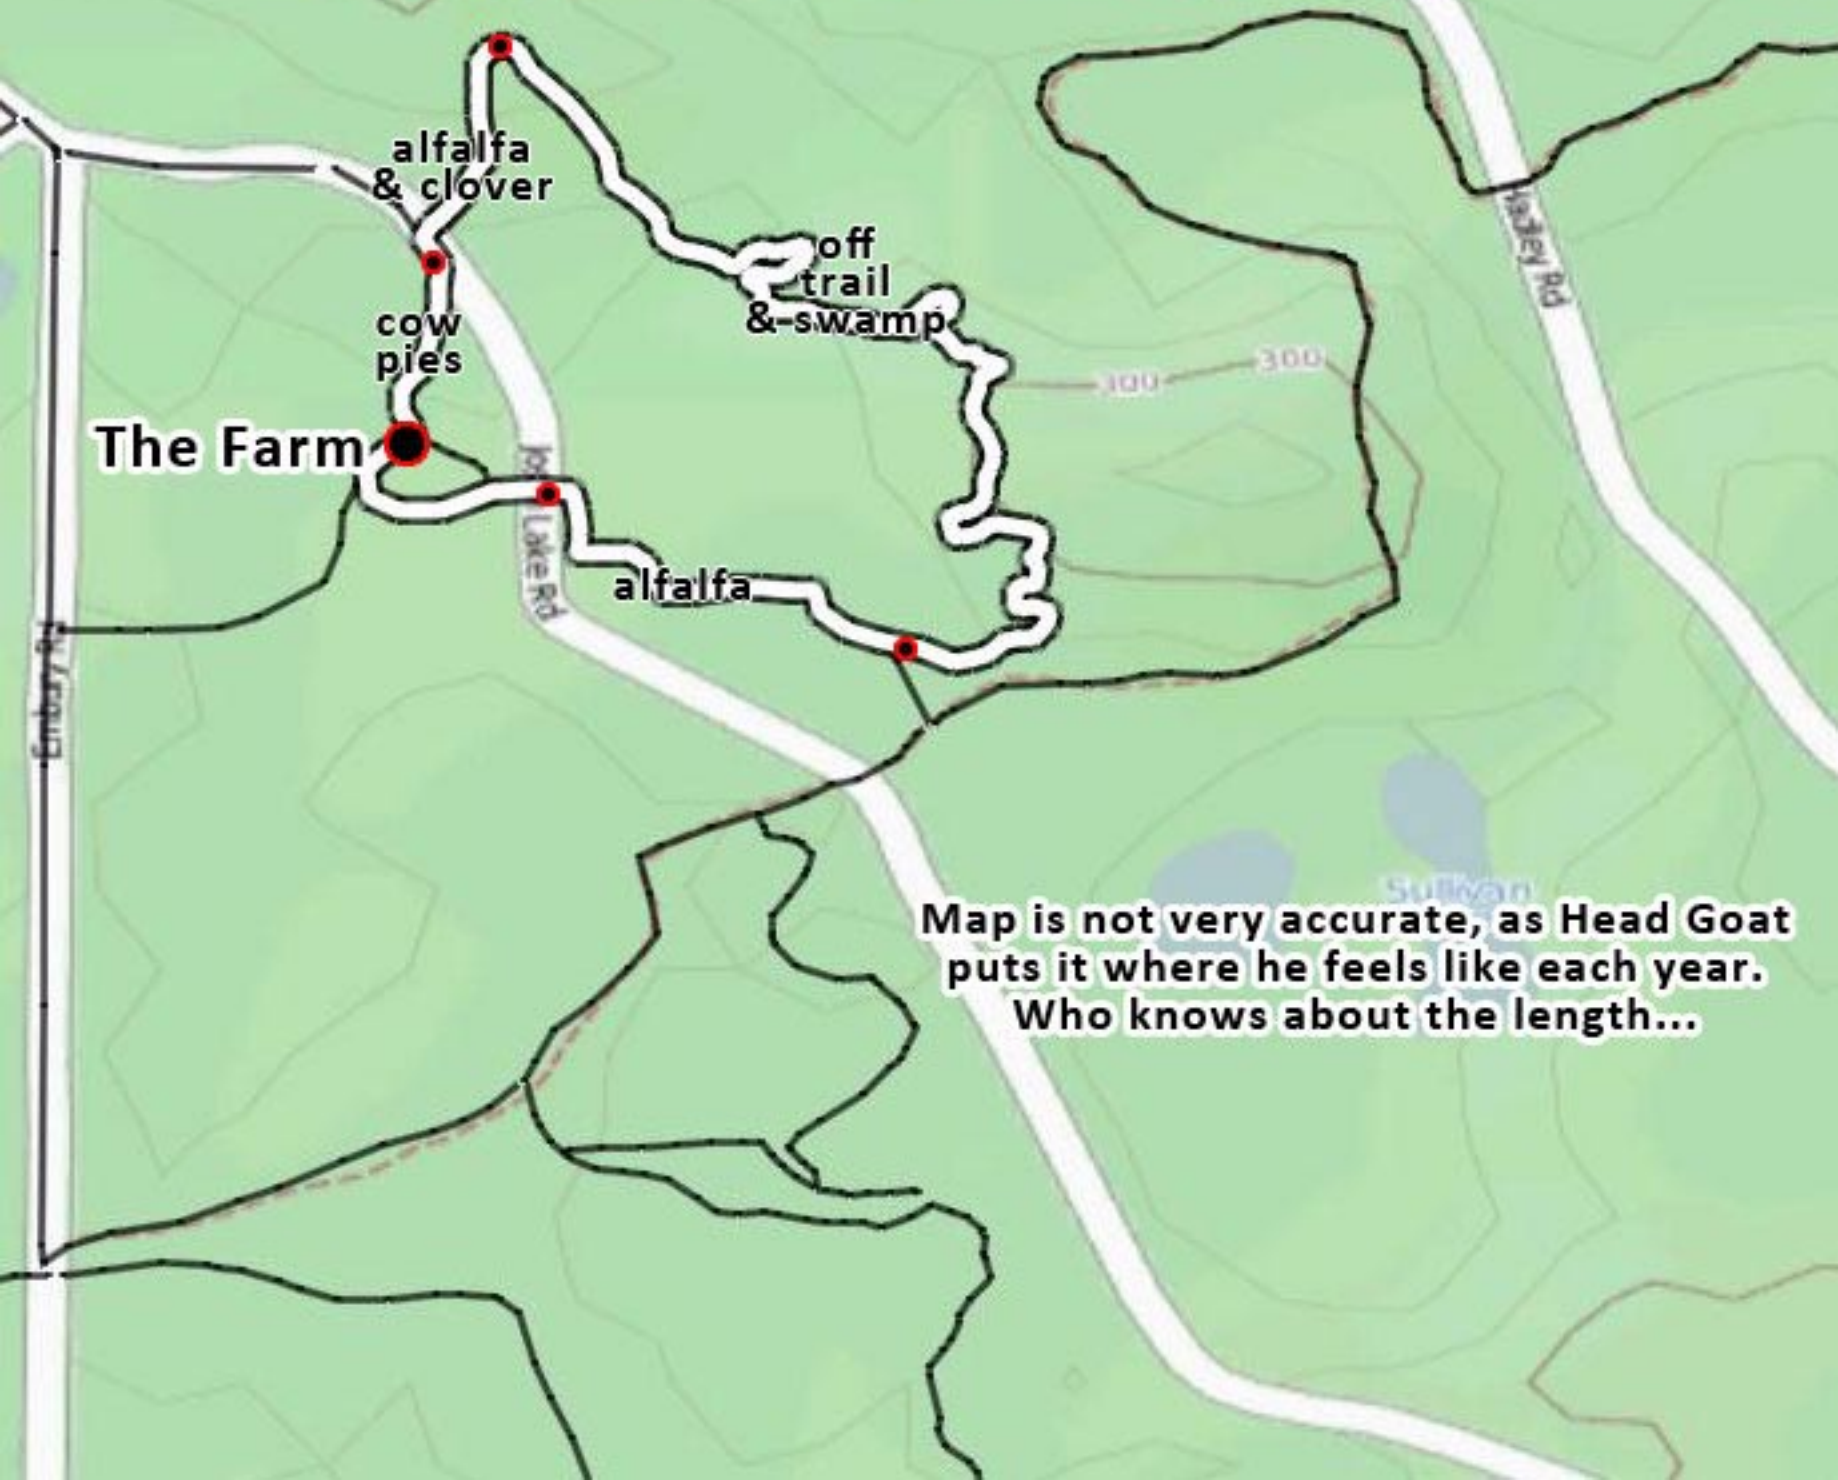 alfalfa
& clover
off
trail
& swamp
cow
pies
The Farm
alfalfa
Hadley Rd
300
300
Lake Rd
Embury Rd
Sullivan
Map is not very accurate, as Head Goat
puts it where he feels like each year.
Who knows about the length...